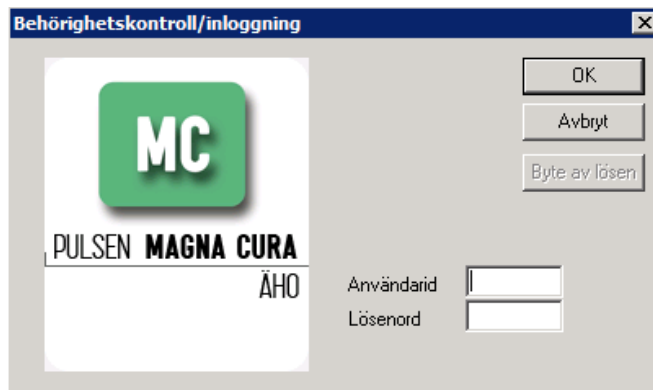 Behörighetskontroll/inloggning
OK
Avbryt
Byte av lösen
MC
PULSEN MAGNA CURA
ÄHO
Användarid
Lösenord